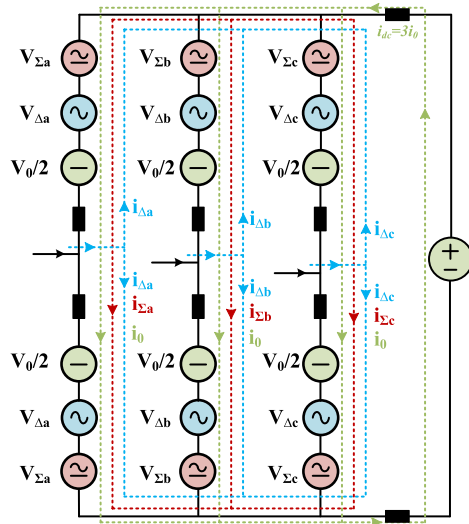 i_dc=3i_0
V_Σa V_Σb V_Σc
V_Δa V_Δb V_Δc
V_0/2 V_0/2 V_0/2
i_Δa i_Δb i_Δc
i_Δa i_Δb i_Δc
i_Σa i_Σb i_Σc
i_0 i_0 i_0
V_0/2 V_0/2 V_0/2
V_Δa V_Δb V_Δc
V_Σa V_Σb V_Σc